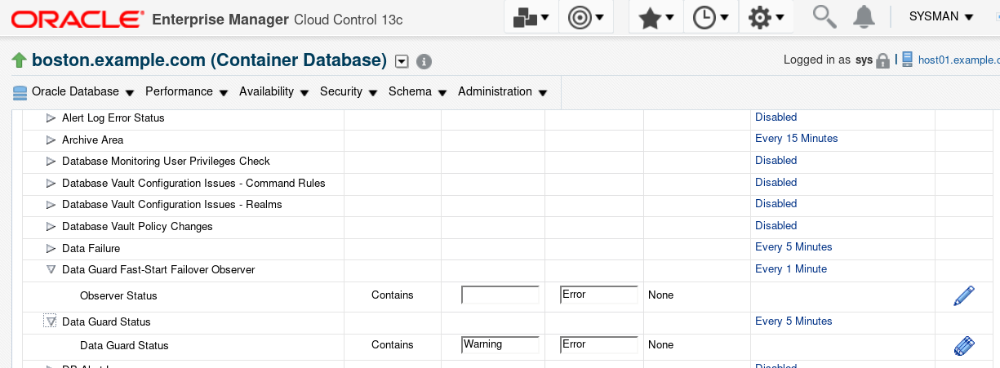 ORACLE Enterprise Manager Cloud Control 13c SYSMAN
boston.example.com (Container Database) Logged in as sys host01.example.c
Oracle Database Performance Availability Security Schema Administration
Alert Log Error Status Disabled
Archive Area Every 15 Minutes
Database Monitoring User Privileges Check Disabled
Database Vault Configuration Issues - Command Rules Disabled
Database Vault Configuration Issues - Realms Disabled
Database Vault Policy Changes Disabled
Data Failure Every 5 Minutes
Data Guard Fast-Start Failover Observer Every 1 Minute
Observer Status Contains Error None
Data Guard Status Every 5 Minutes
Data Guard Status Contains Warning Error None
Disabled